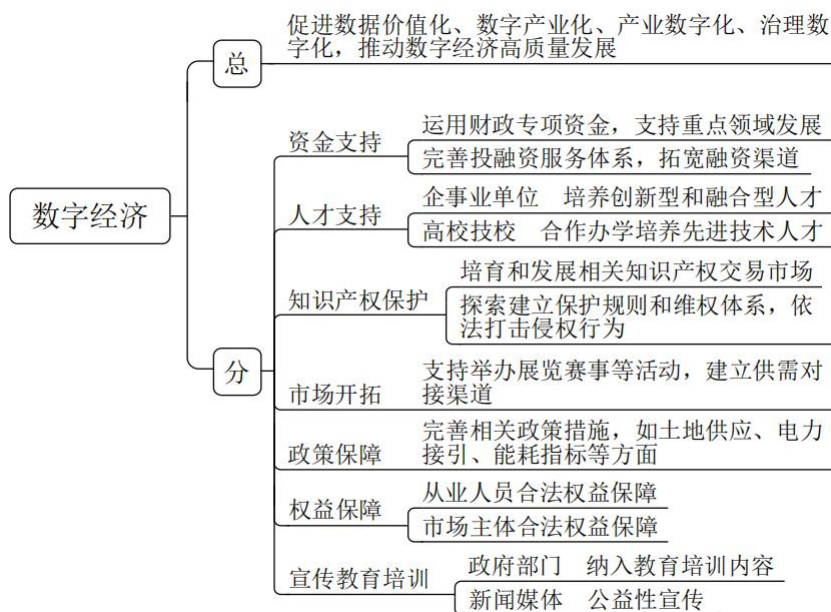 数字经济
总
促进数据价值化、数字产业化、产业数字化、治理数
字化，推动数字经济高质量发展
分
资金支持
运用财政专项资金，支持重点领域发展
完善投融资服务体系，拓宽融资渠道
人才支持
企事业单位 培养创新型和融合型人才
高校技校 合作办学培养先进技术人才
知识产权保护
培育和发展相关知识产权交易市场
探索建立保护规则和维权体系，依
法打击侵权行为
市场开拓
支持举办展览赛事等活动，建立供需对
接渠道
政策保障
完善相关政策措施，如土地供应、电力
接引、能耗指标等方面
权益保障
从业人员合法权益保障
市场主体合法权益保障
宣传教育培训
政府部门 纳入教育培训内容
新闻媒体 公益性宣传